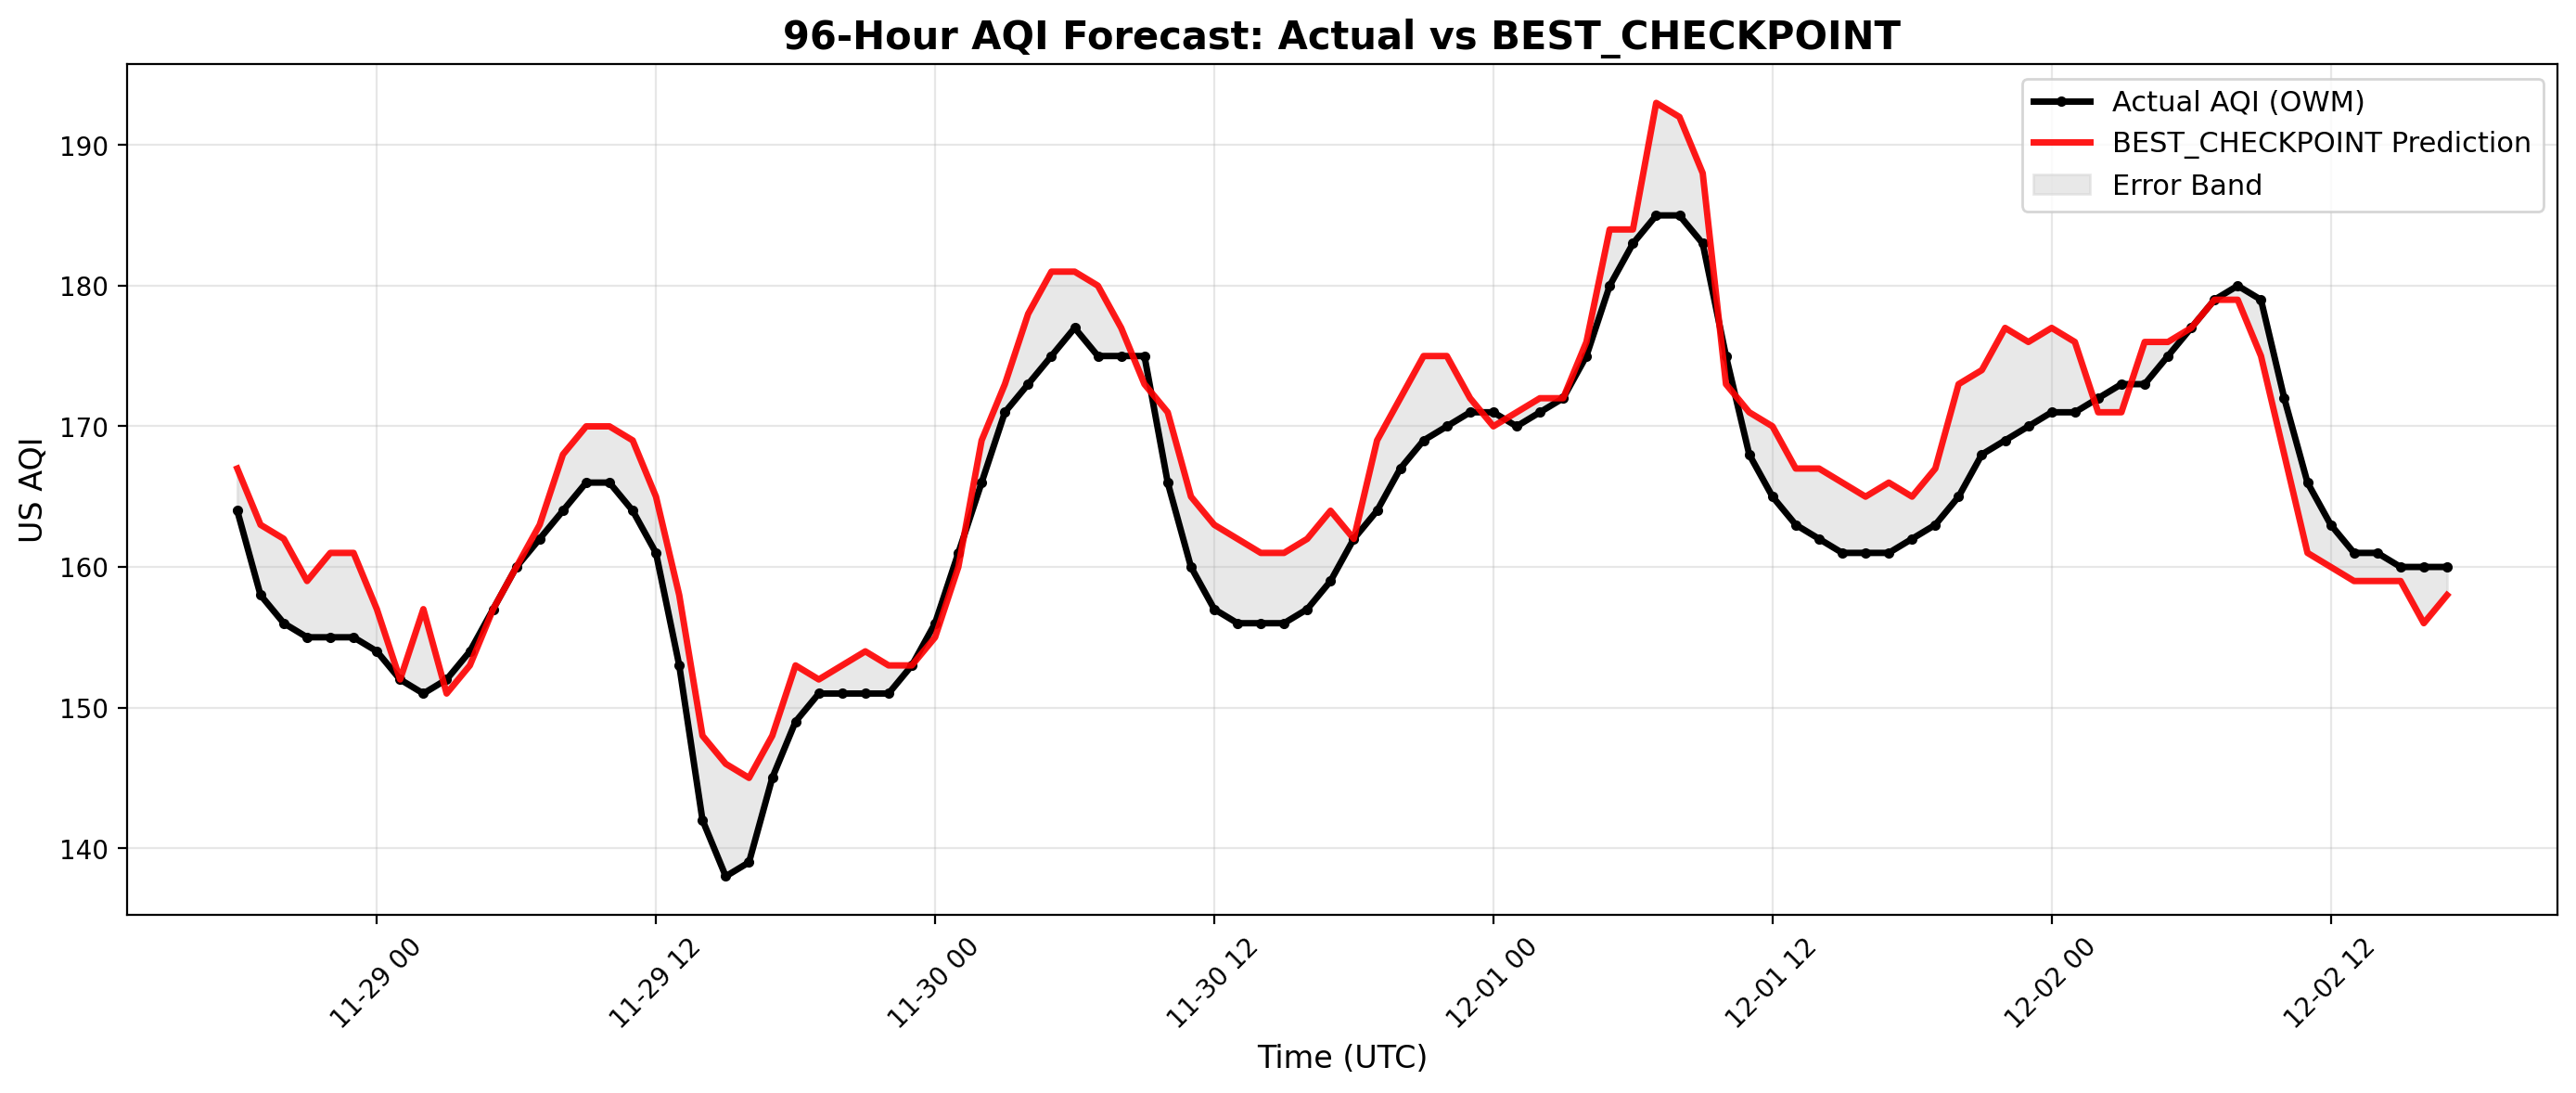 96-Hour AQI Forecast: Actual vs BEST_CHECKPOINT
Actual AQI (OWM)
BEST_CHECKPOINT Prediction
Error Band
US AQI
190
180
170
160
150
140
11-29 00
11-29 12
11-30 00
11-30 12
12-01 00
12-01 12
12-02 00
12-02 12
Time (UTC)